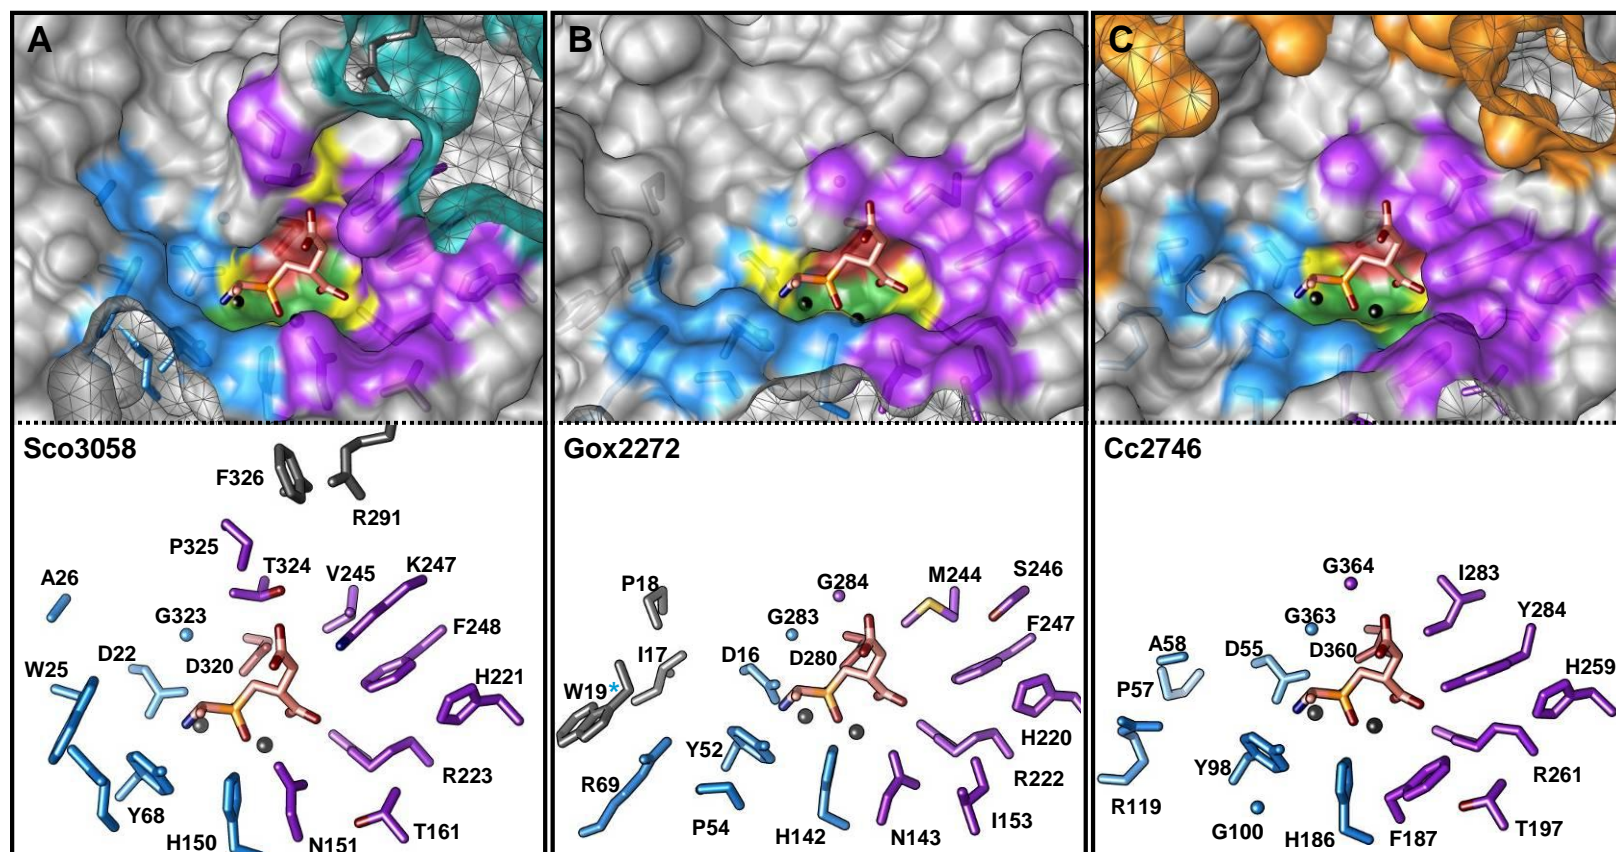 A
B
C
Sco3058
F326
R291
P325
T324
V245
K247
A26
G323
F248
D22
D320
W25
H221
R223
Y68
T161
H150
N151
Gox2272
P18
G284
M244
S246
G283
F247
I17
D16
D280
W19*
Y52
H220
R69
R222
P54
I153
H142
N143
Cc2746
G364
I283
G363
Y284
A58
D55
D360
H259
P57
Y98
R261
R119
G100
H186
F187
T197